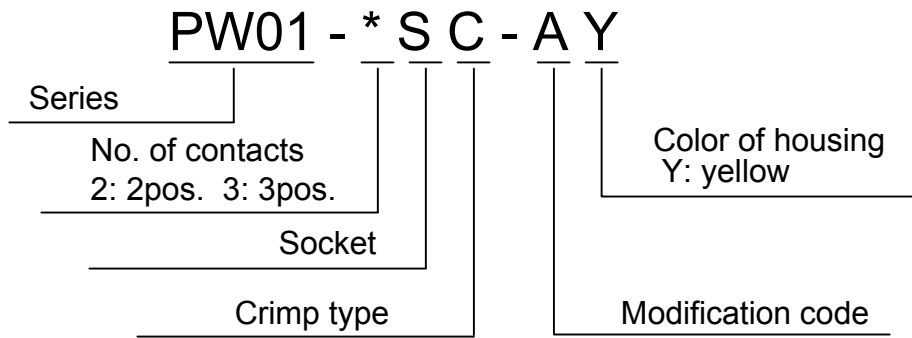 PW01 - * S C - A Y
Series
No. of contacts
2: 2pos. 3: 3pos.
Color of housing
Y: yellow
Socket
Crimp type
Modification code